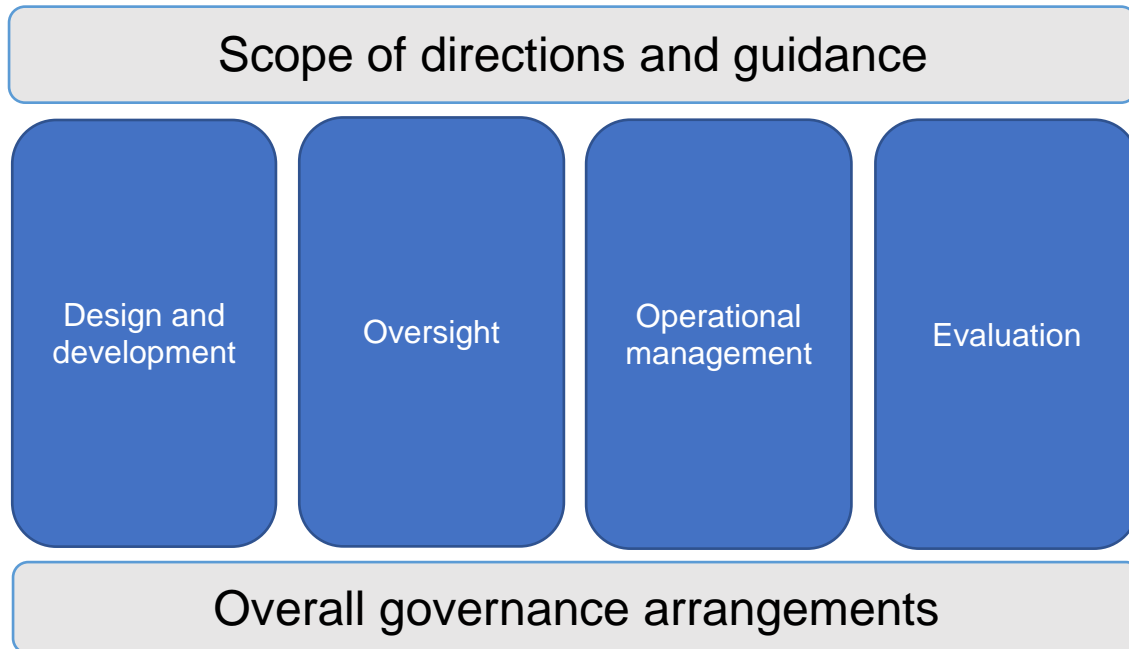 Scope of directions and guidance
Design and
development
Oversight
Operational
management
Evaluation
Overall governance arrangements